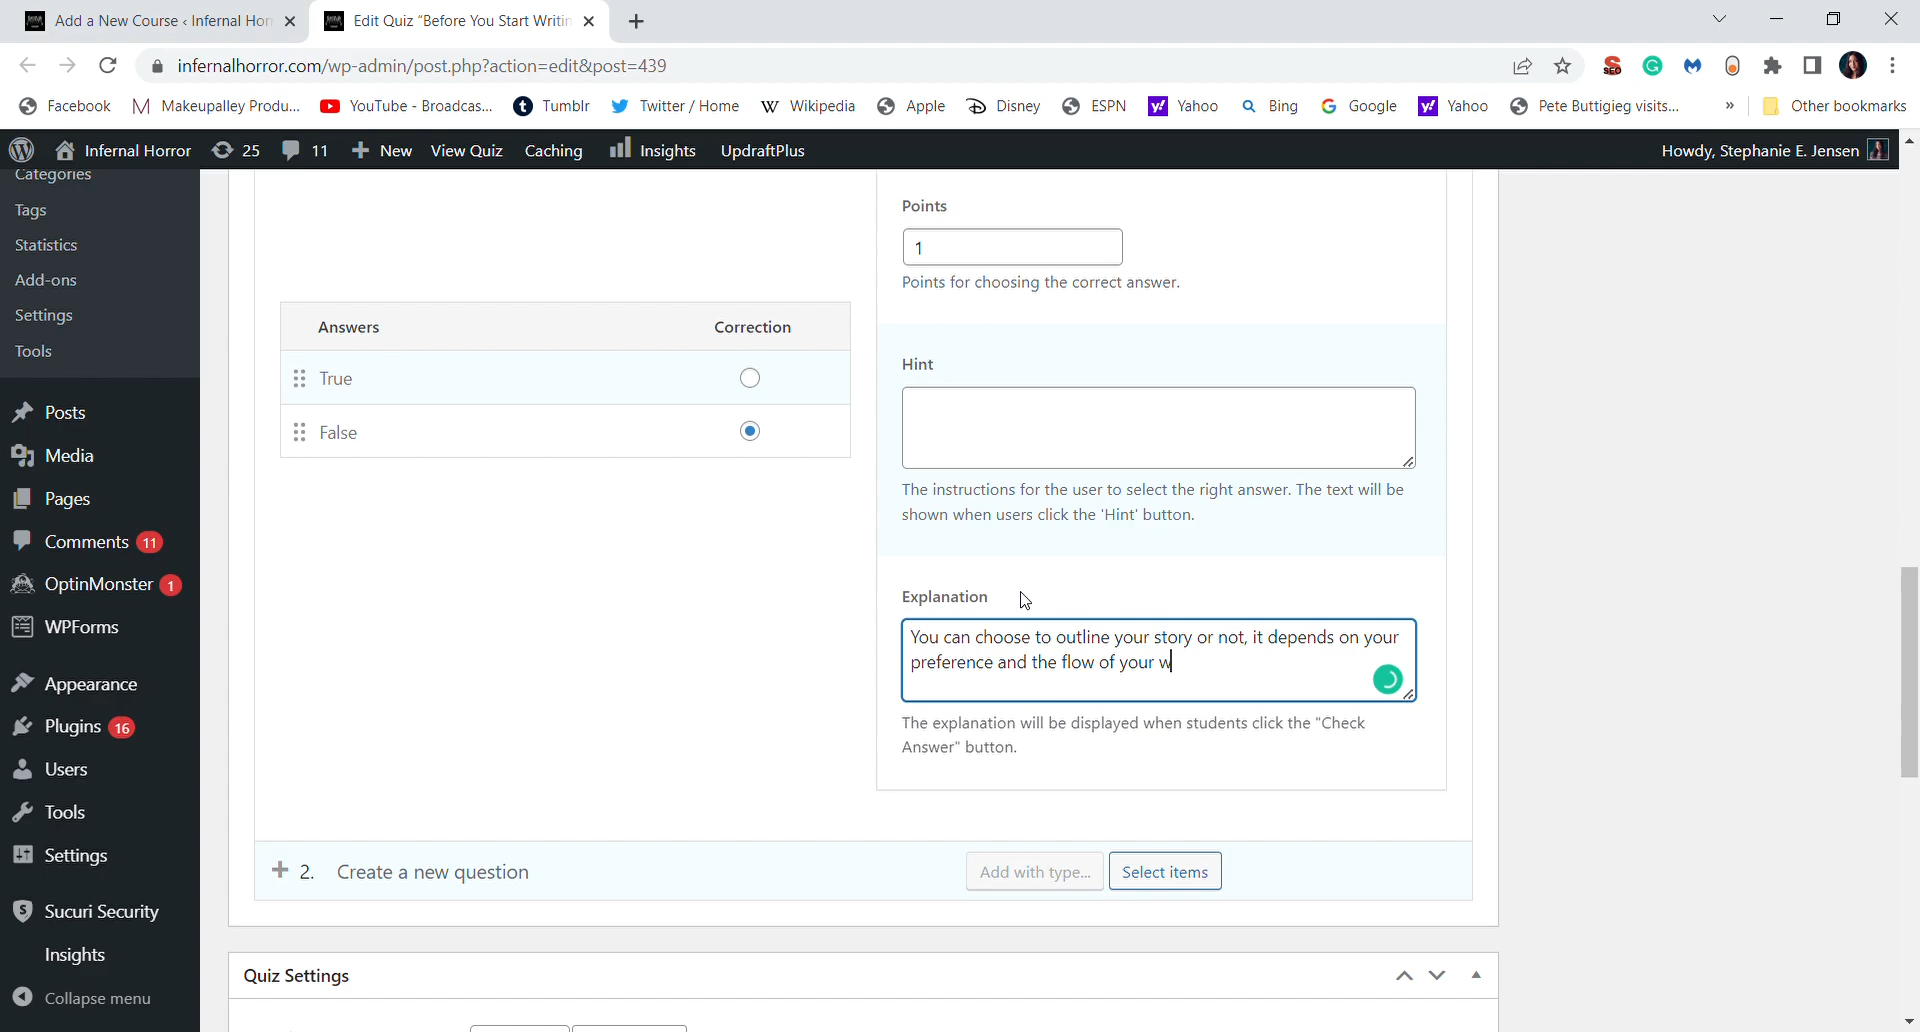 Add a New Course ‹ Infernal Hor
Edit Quiz "Before You Start Writin
infernalhorror.com/wp-admin/post.php?action=edit&post=439
SEO
Facebook
Makeupalley Produ...
YouTube - Broadcas...
Tumblr
Twitter / Home
Wikipedia
Apple
Disney
ESPN
Yahoo
Bing
Google
Yahoo
Pete Buttigieg visits...
»
Other bookmarks
Infernal Horror
25
11
New
View Quiz
Caching
Insights
UpdraftPlus
Howdy, Stephanie E. Jensen
Categories
Tags
Statistics
Add-ons
Settings
Tools
Posts
Media
Pages
Comments 11
OptinMonster 1
WPForms
Appearance
Plugins 16
Users
Tools
Settings
Sucuri Security
Insights
Collapse menu
Answers Correction
True
False
Points
1
Points for choosing the correct answer.
Hint
The instructions for the user to select the right answer. The text will be
shown when users click the 'Hint' button.
Explanation
You can choose to outline your story or not, it depends on your
preference and the flow of your w
The explanation will be displayed when students click the "Check
Answer" button.
2. Create a new question
Add with type...
Select items
Quiz Settings